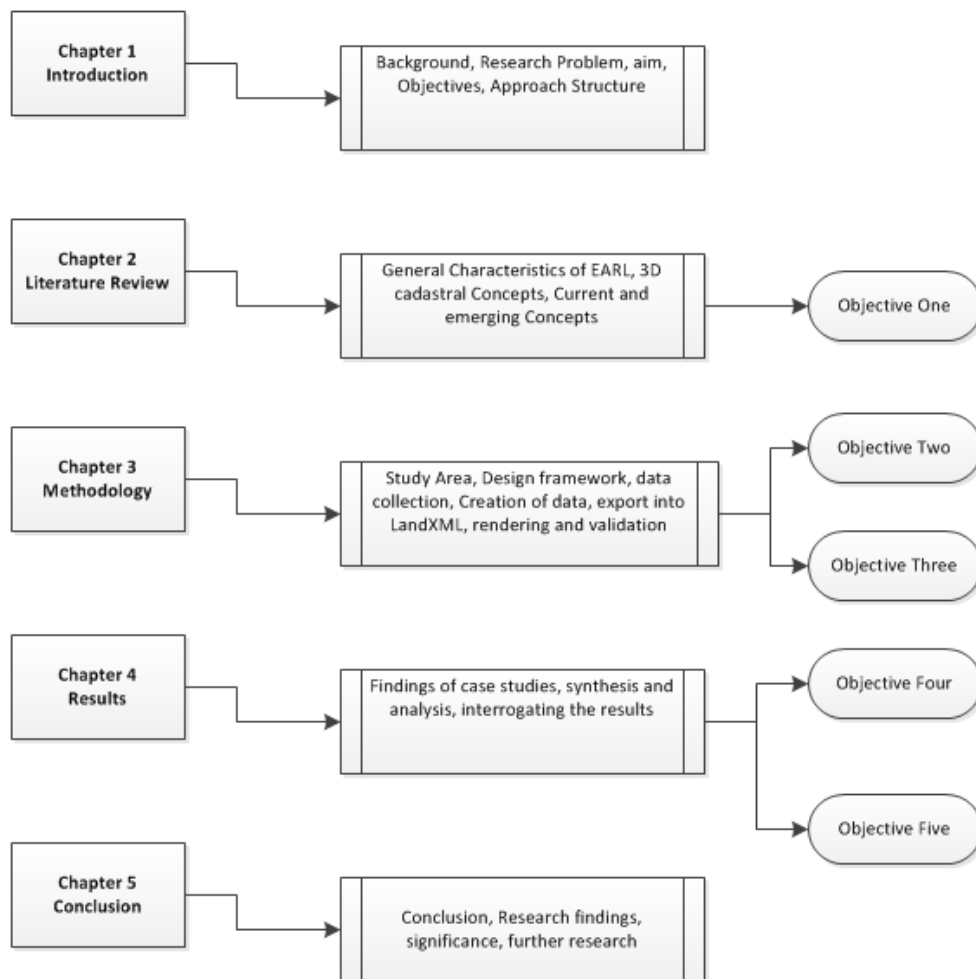 Chapter 1
Introduction
Background, Research Problem, aim,
Objectives, Approach Structure
Chapter 2
Literature Review
General Characteristics of EARL, 3D
cadastral Concepts, Current and
emerging Concepts
Objective One
Chapter 3
Methodology
Study Area, Design framework, data
collection, Creation of data, export into
LandXML, rendering and validation
Objective Two
Objective Three
Chapter 4
Results
Findings of case studies, synthesis and
analysis, interrogating the results
Objective Four
Objective Five
Chapter 5
Conclusion
Conclusion, Research findings,
significance, further research